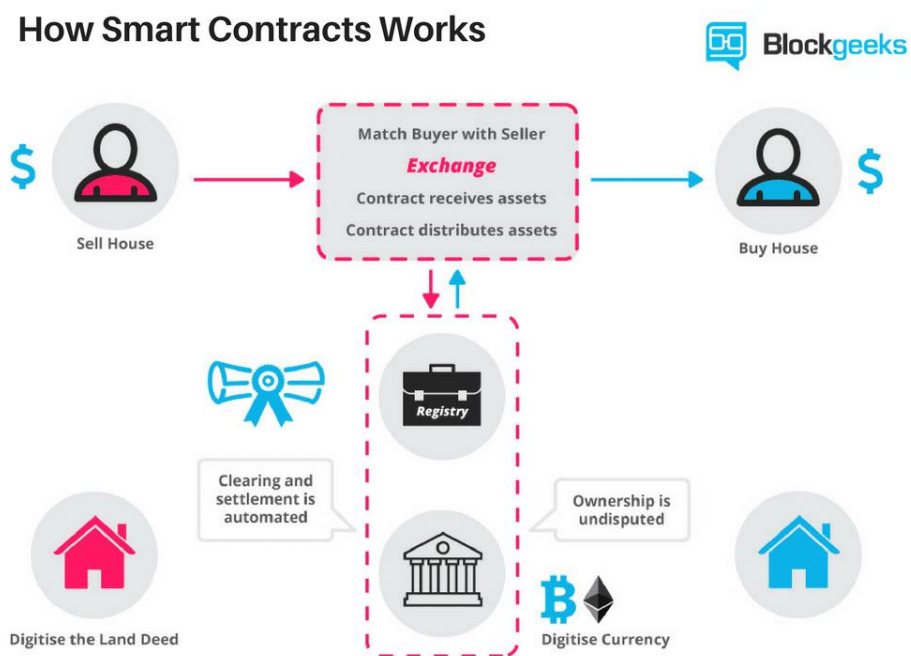 How Smart Contracts Works
Blockgeeks
Match Buyer with Seller
Exchange
Contract receives assets
Contract distributes assets
$
Sell House
$
Buy House
Registry
Clearing and
settlement is
automated
Ownership is
undisputed
Digitise the Land Deed
Digitise Currency